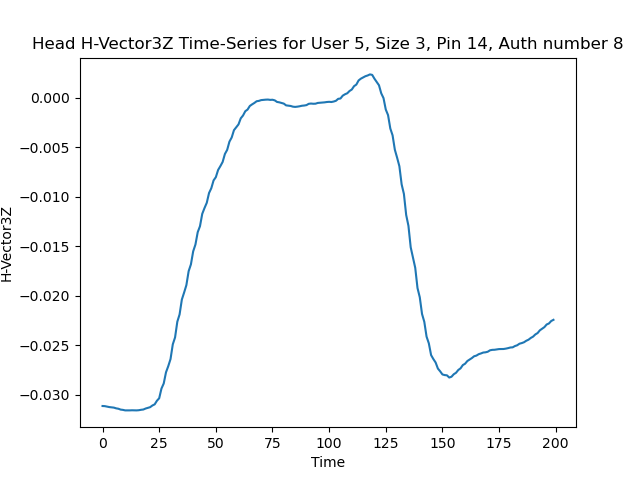 Head H-Vector3Z Time-Series for User 5, Size 3, Pin 14, Auth number 8
0.000
−0.005
−0.010
−0.015
−0.020
−0.025
−0.030
H-Vector3Z
0 25 50 75 100 125 150 175 200
Time